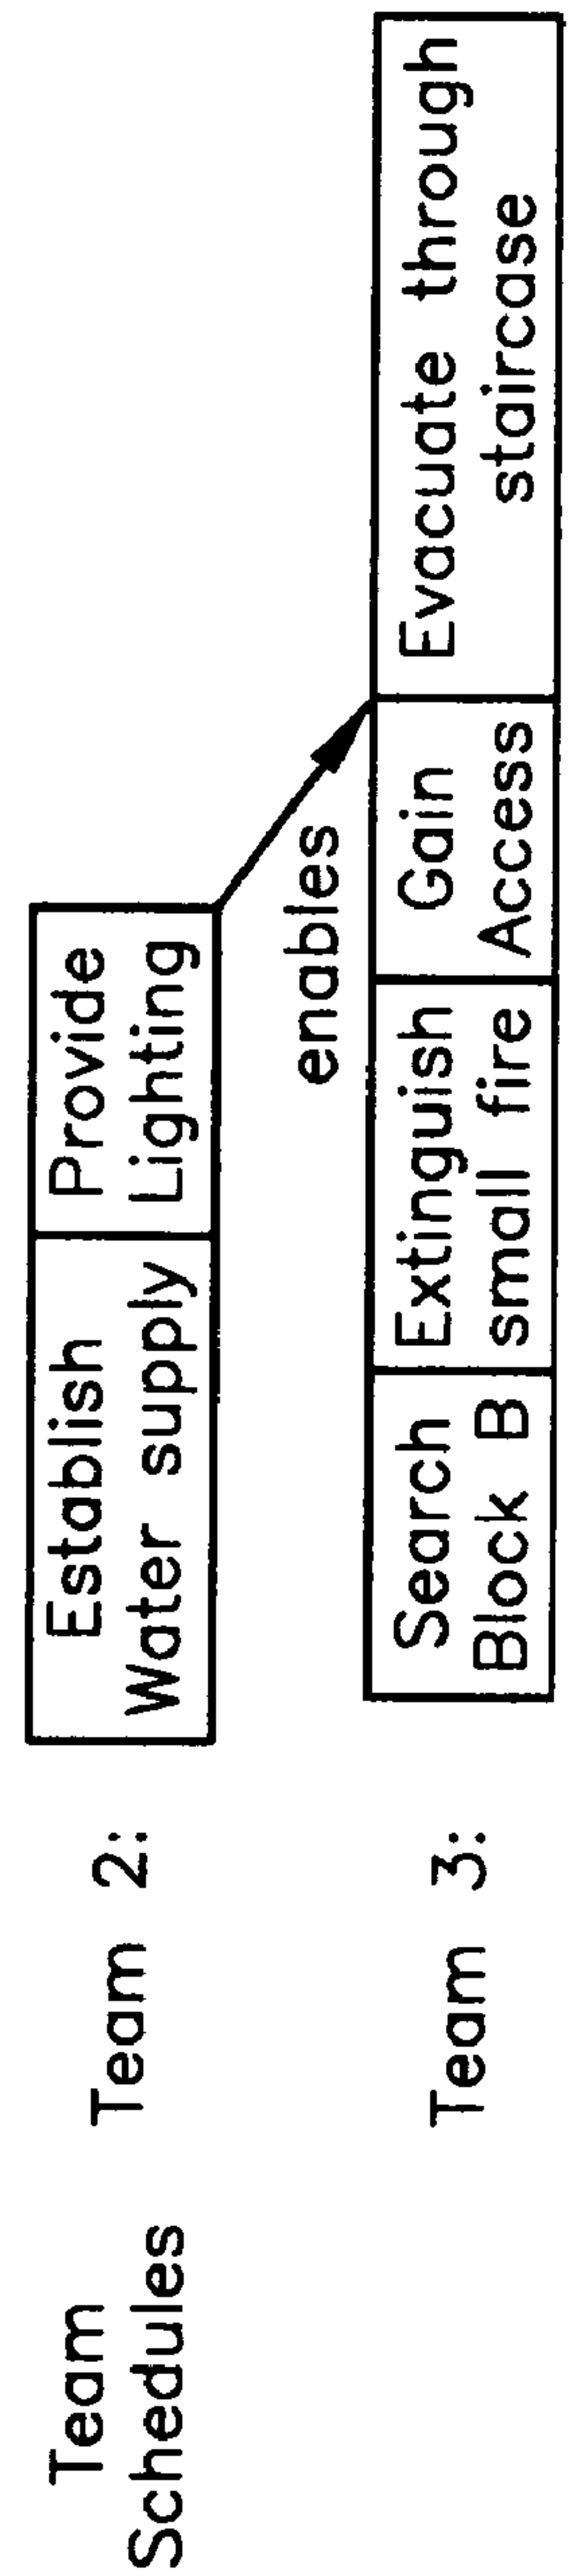 Team
Schedules
Team 2:
Establish
Water supply
Provide
Lighting
enables
Team 3:
Search
Block B
Extinguish
small fire
Gain
Access
Evacuate through
staircase